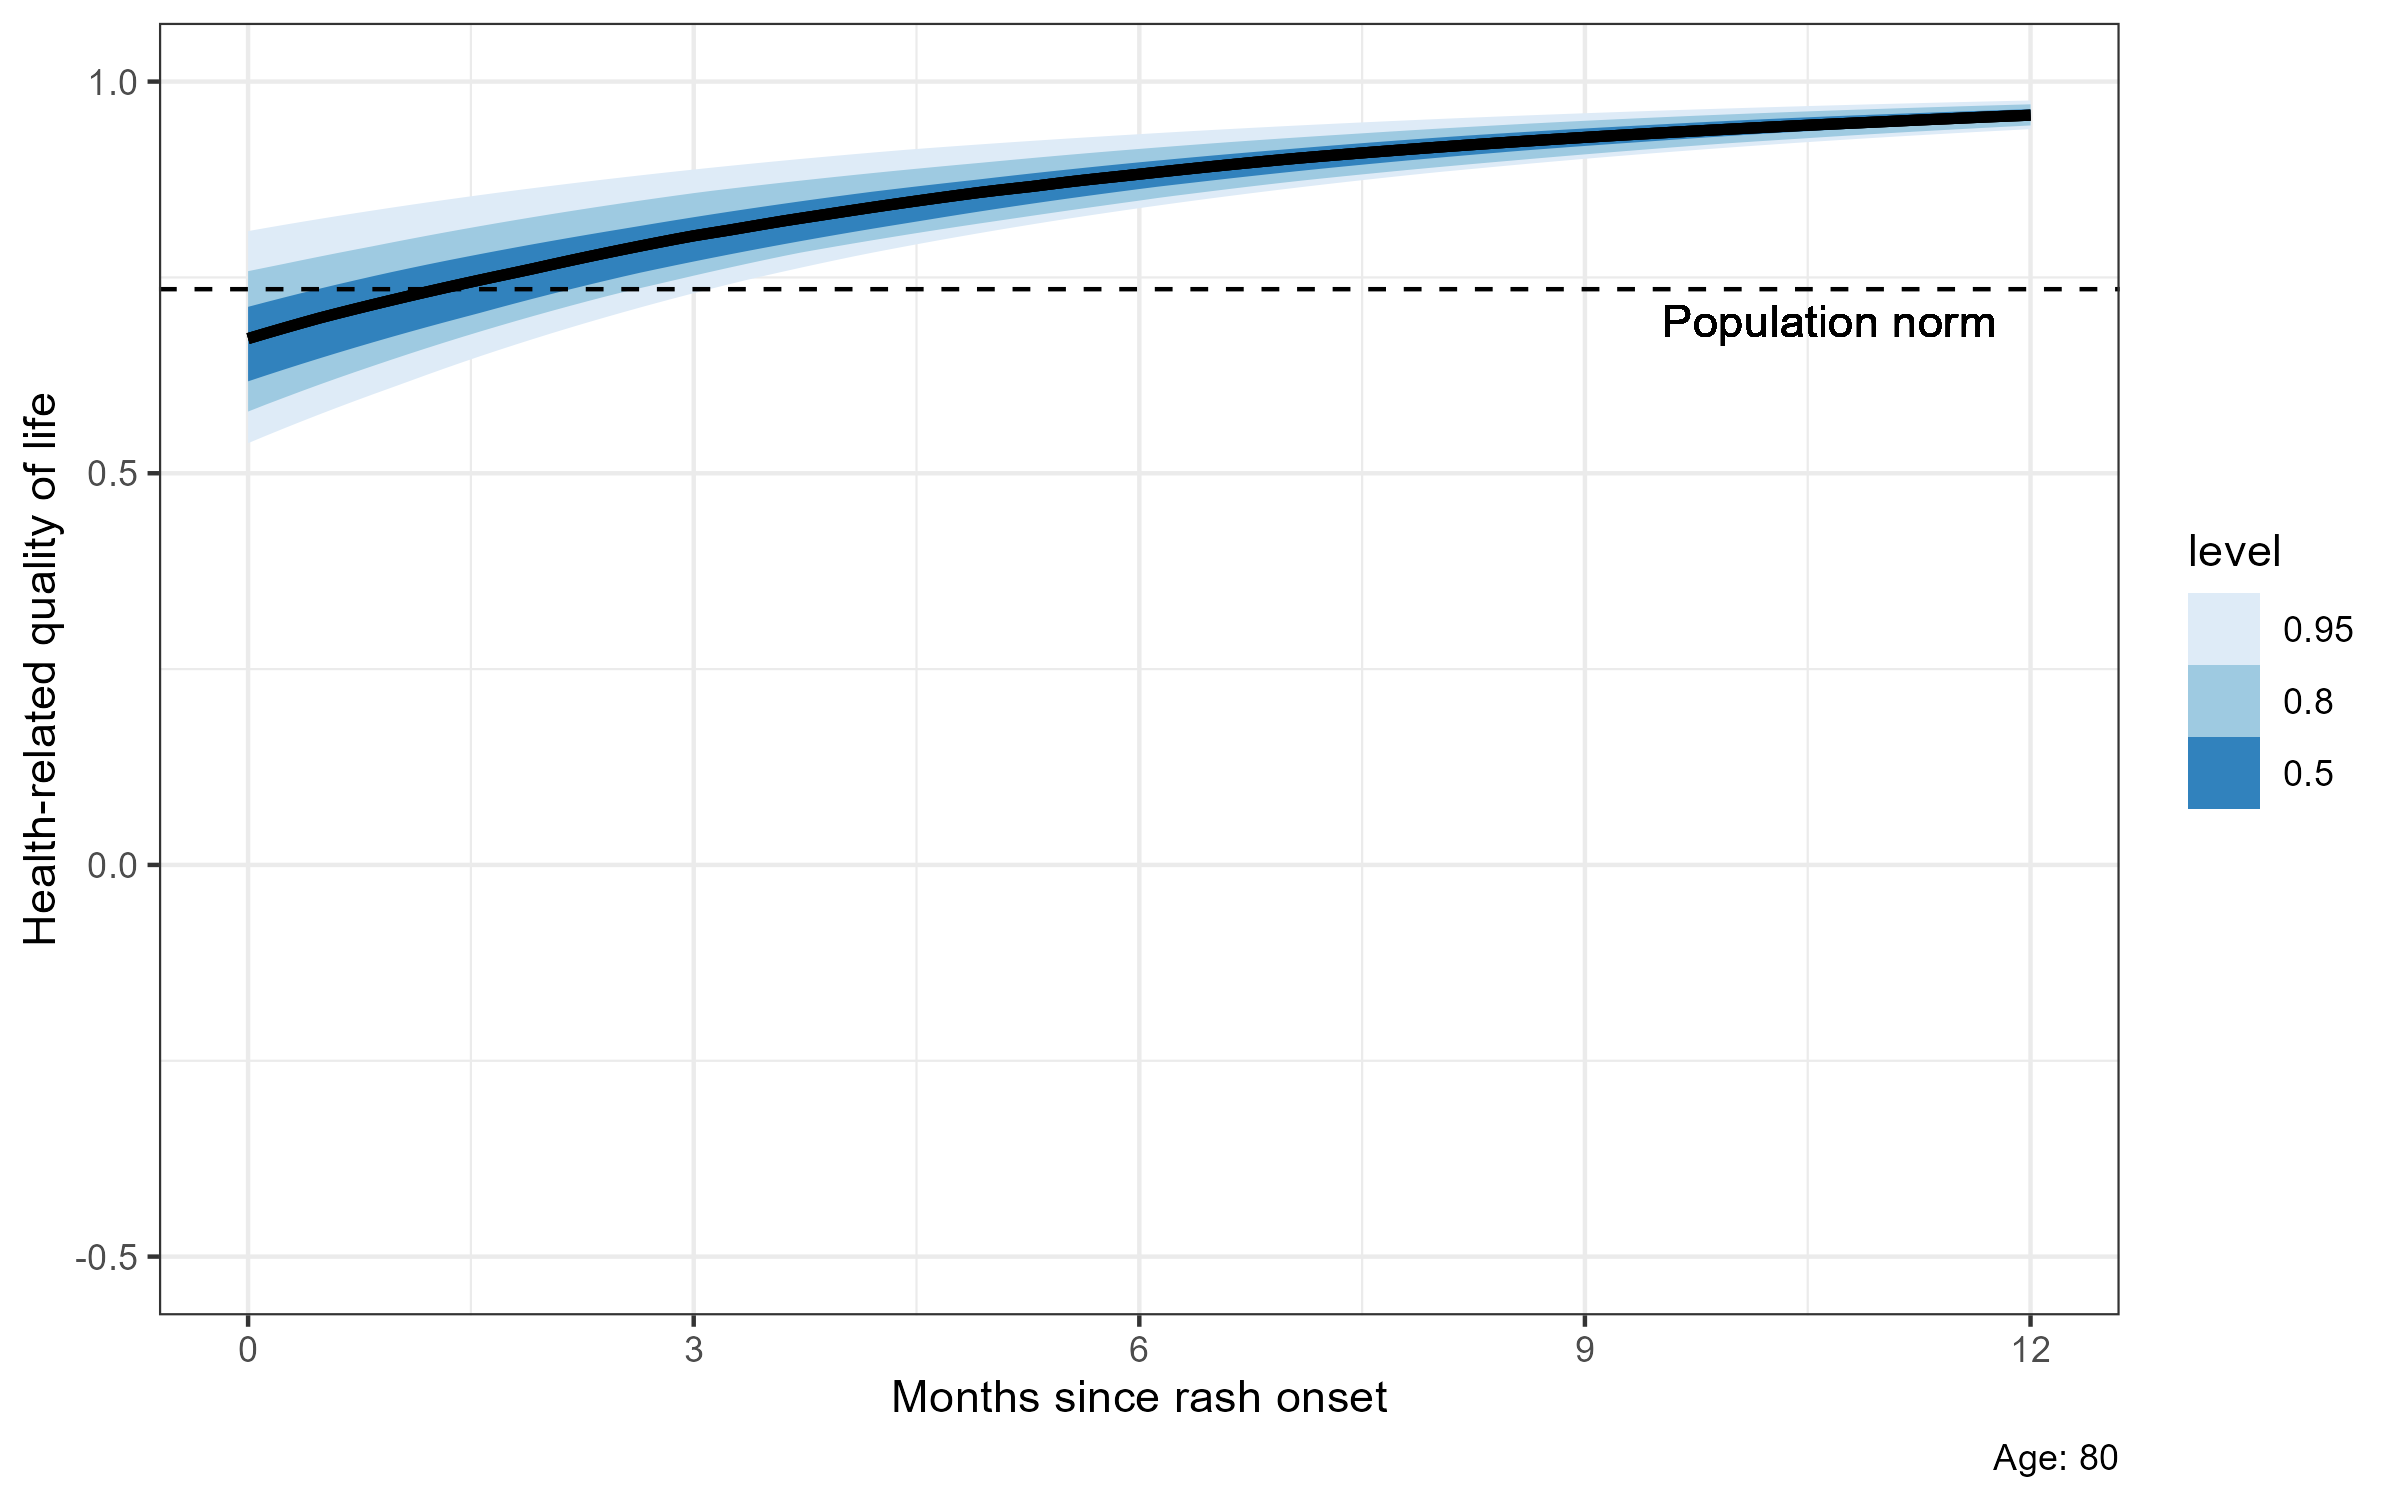 Health-related quality of life
1.0
0.5
0.0
-0.5
Population norm
0
3
6
9
12
Months since rash onset
level
0.95
0.8
0.5
Age: 80